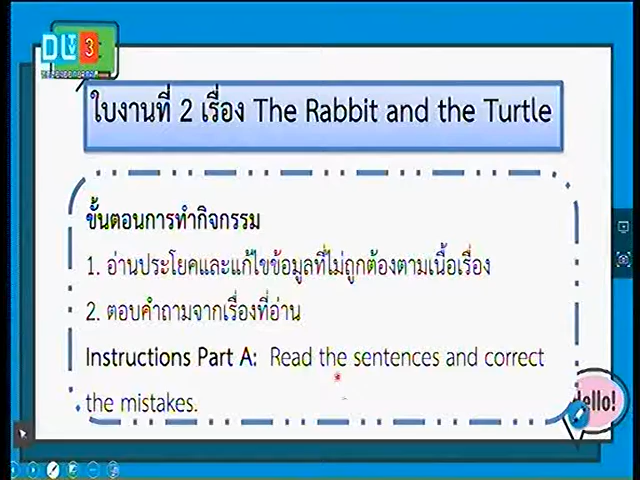 DLTV 3
ใบงานที่ 2 เรื่อง The Rabbit and the Turtle
ขั้นตอนการทำกิจกรรม
1. อ่านประโยคและแก้ไขข้อมูลที่ไม่ถูกต้องตามเนื้อเรื่อง
2. ตอบคำถามจากเรื่องที่อ่าน
Instructions Part A: Read the sentences and correct
the mistakes.
Hello!